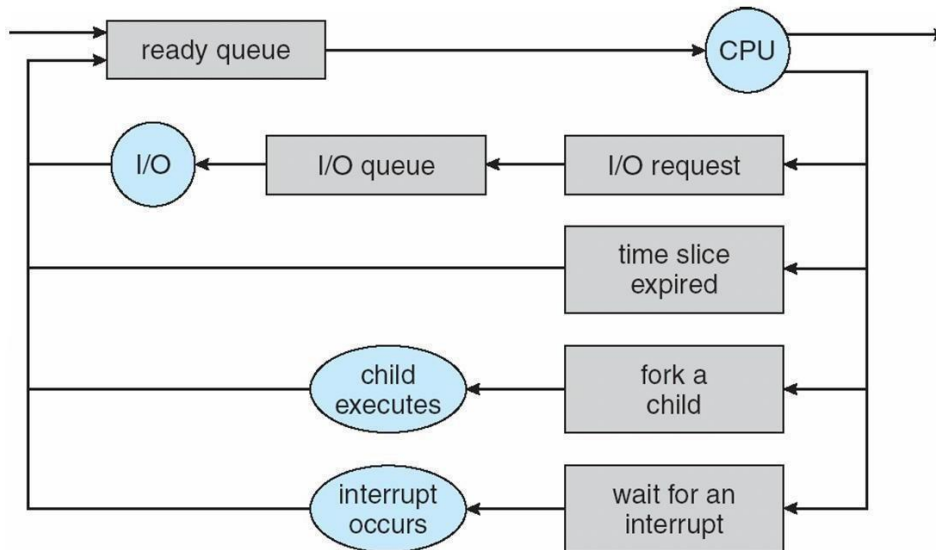 ready queue
CPU
I/O
I/O queue
I/O request
time slice
expired
child
executes
fork a
child
interrupt
occurs
wait for an
interrupt